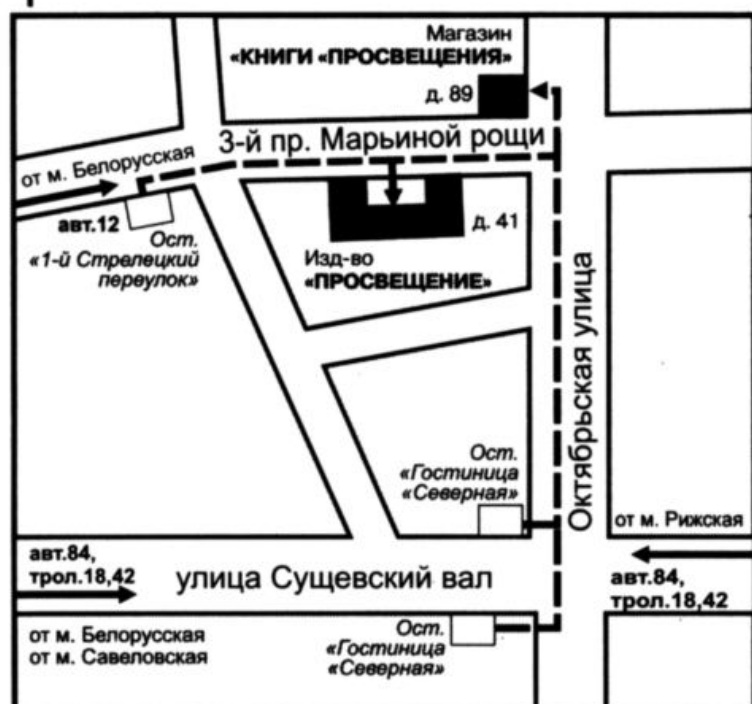 Магазин
«КНИГИ «ПРОСВЕЩЕНИЯ»
д. 89
3-й пр. Марьиной рощи
от м. Белорусская
авт.12
Ост.
«1-й Стрелецкий
переулок»
д. 41
Изд-во
«ПРОСВЕЩЕНИЕ»
Октябрьская улица
Ост.
«Гостиница
«Северная»
от м. Рижская
авт.84,
трол.18,42
улица Сущевский вал
авт.84,
трол.18,42
от м. Белорусская
от м. Савеловская
Ост.
«Гостиница
«Северная»